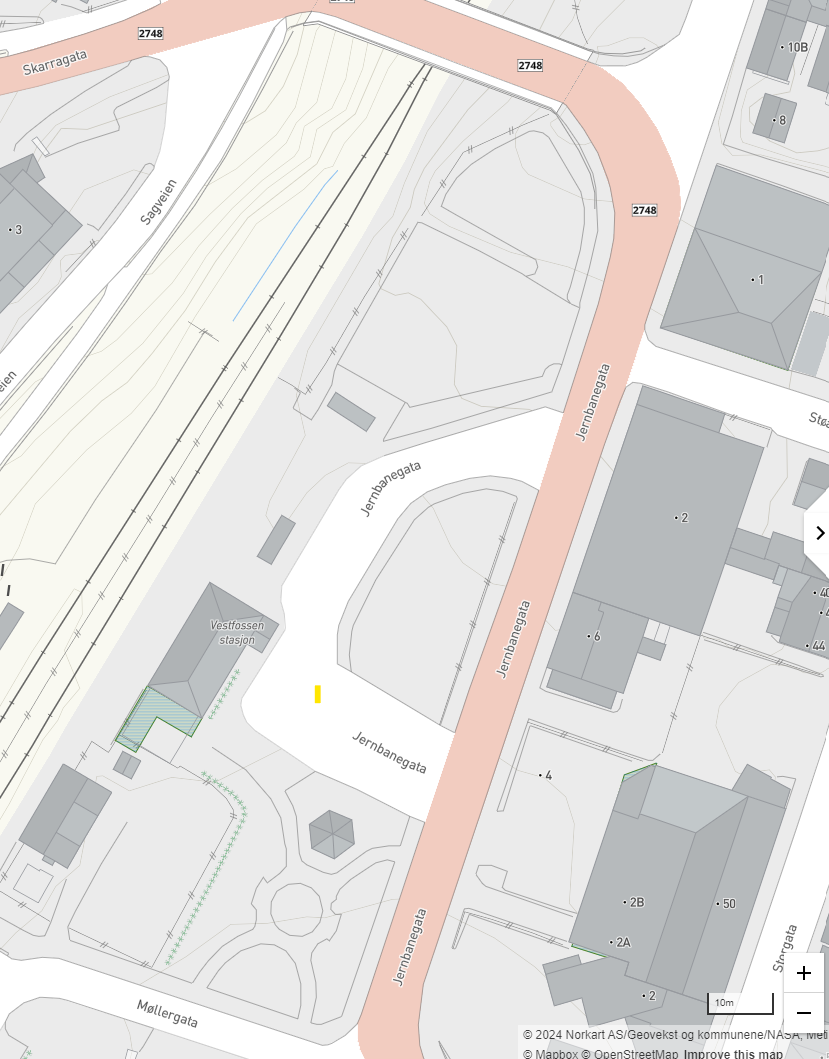 2748
Skarragata
2748
10B
8
Sagveien
3
2748
1
Jernbanegata
Jernbanegata
2
6
44
Vestfossen
stasjon
Jernbanegata
Jernbanegata
4
2B
50
2A
Jernbanegata
Storgata
2
Møllergata
+
10m
−
© 2024 Norkart AS/Geovekst og kommunene/NASA, Meti
© Mapbox © OpenStreetMap Improve this map